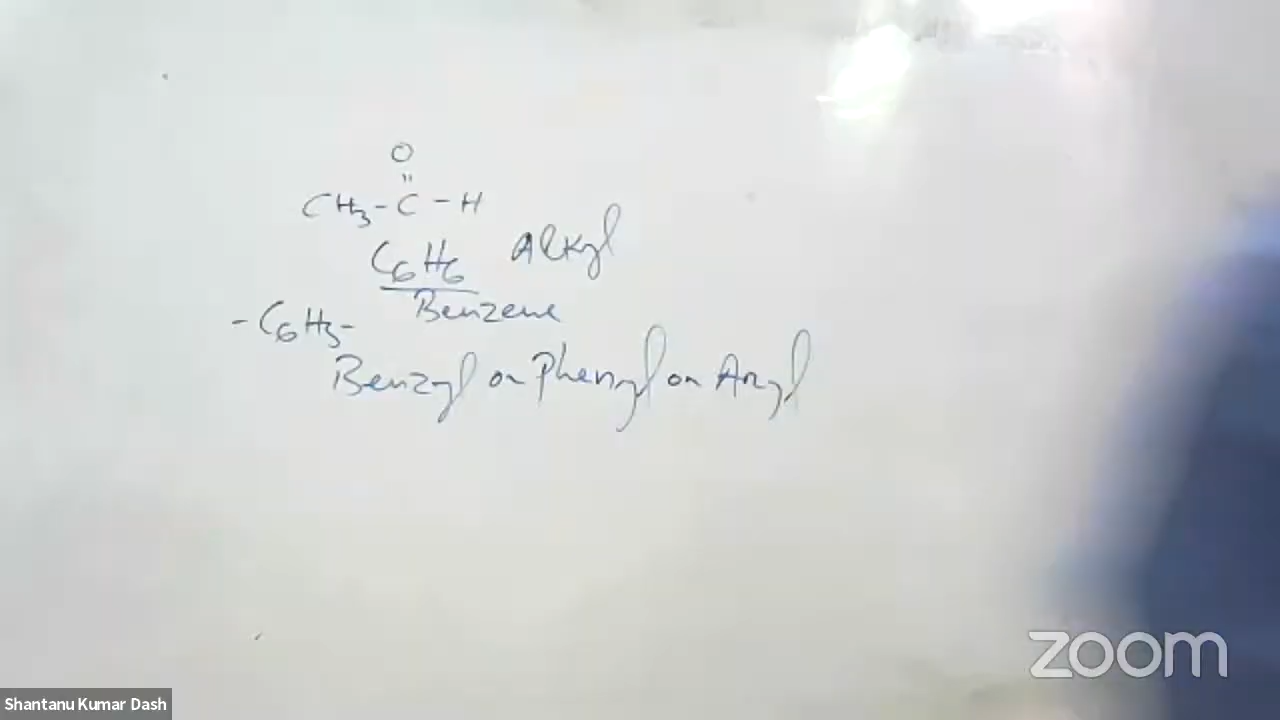 O
"
CH3-C-H
C6H6 Alkyl
Benzene
-C6H5-
Benzyl or Phenyl or Aryl
zoom
Shantanu Kumar Dash